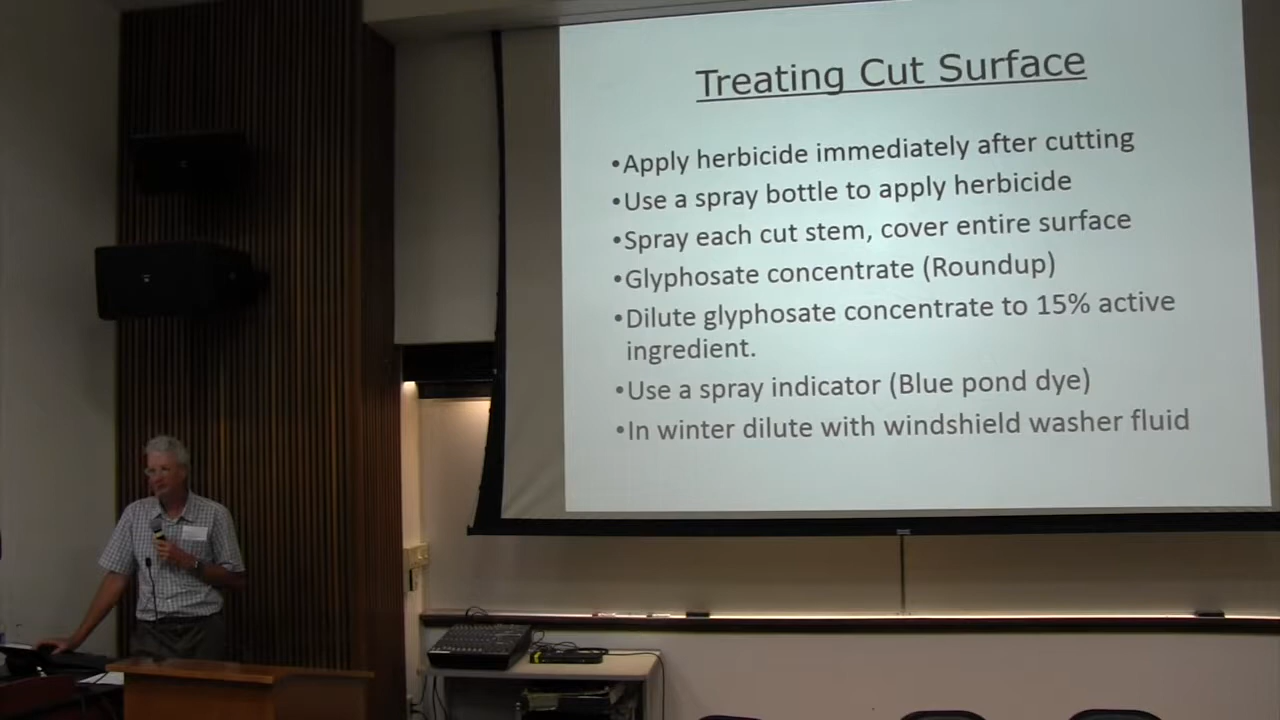 Treating Cut Surface
•Apply herbicide immediately after cutting
•Use a spray bottle to apply herbicide
•Spray each cut stem, cover entire surface
•Glyphosate concentrate (Roundup)
•Dilute glyphosate concentrate to 15% active
ingredient.
•Use a spray indicator (Blue pond dye)
•In winter dilute with windshield washer fluid